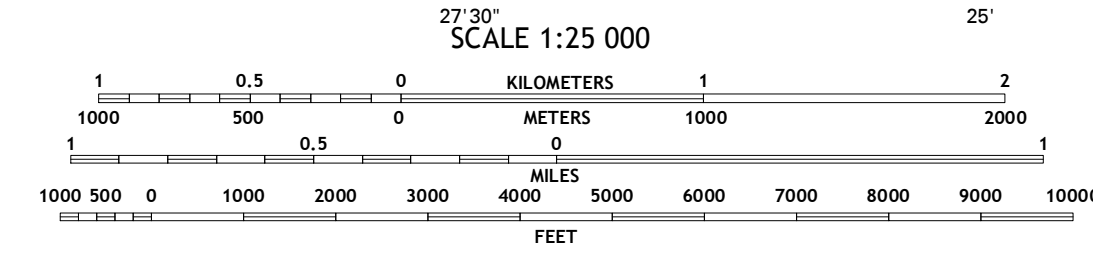 27'30" 25'
SCALE 1:25 000
1 0.5 0 KILOMETERS 1 2
1000 500 0 METERS 1000 2000
1 0.5 0 1
MILES
1000 500 0 1000 2000 3000 4000 5000 6000 7000 8000 9000 10000
FEET